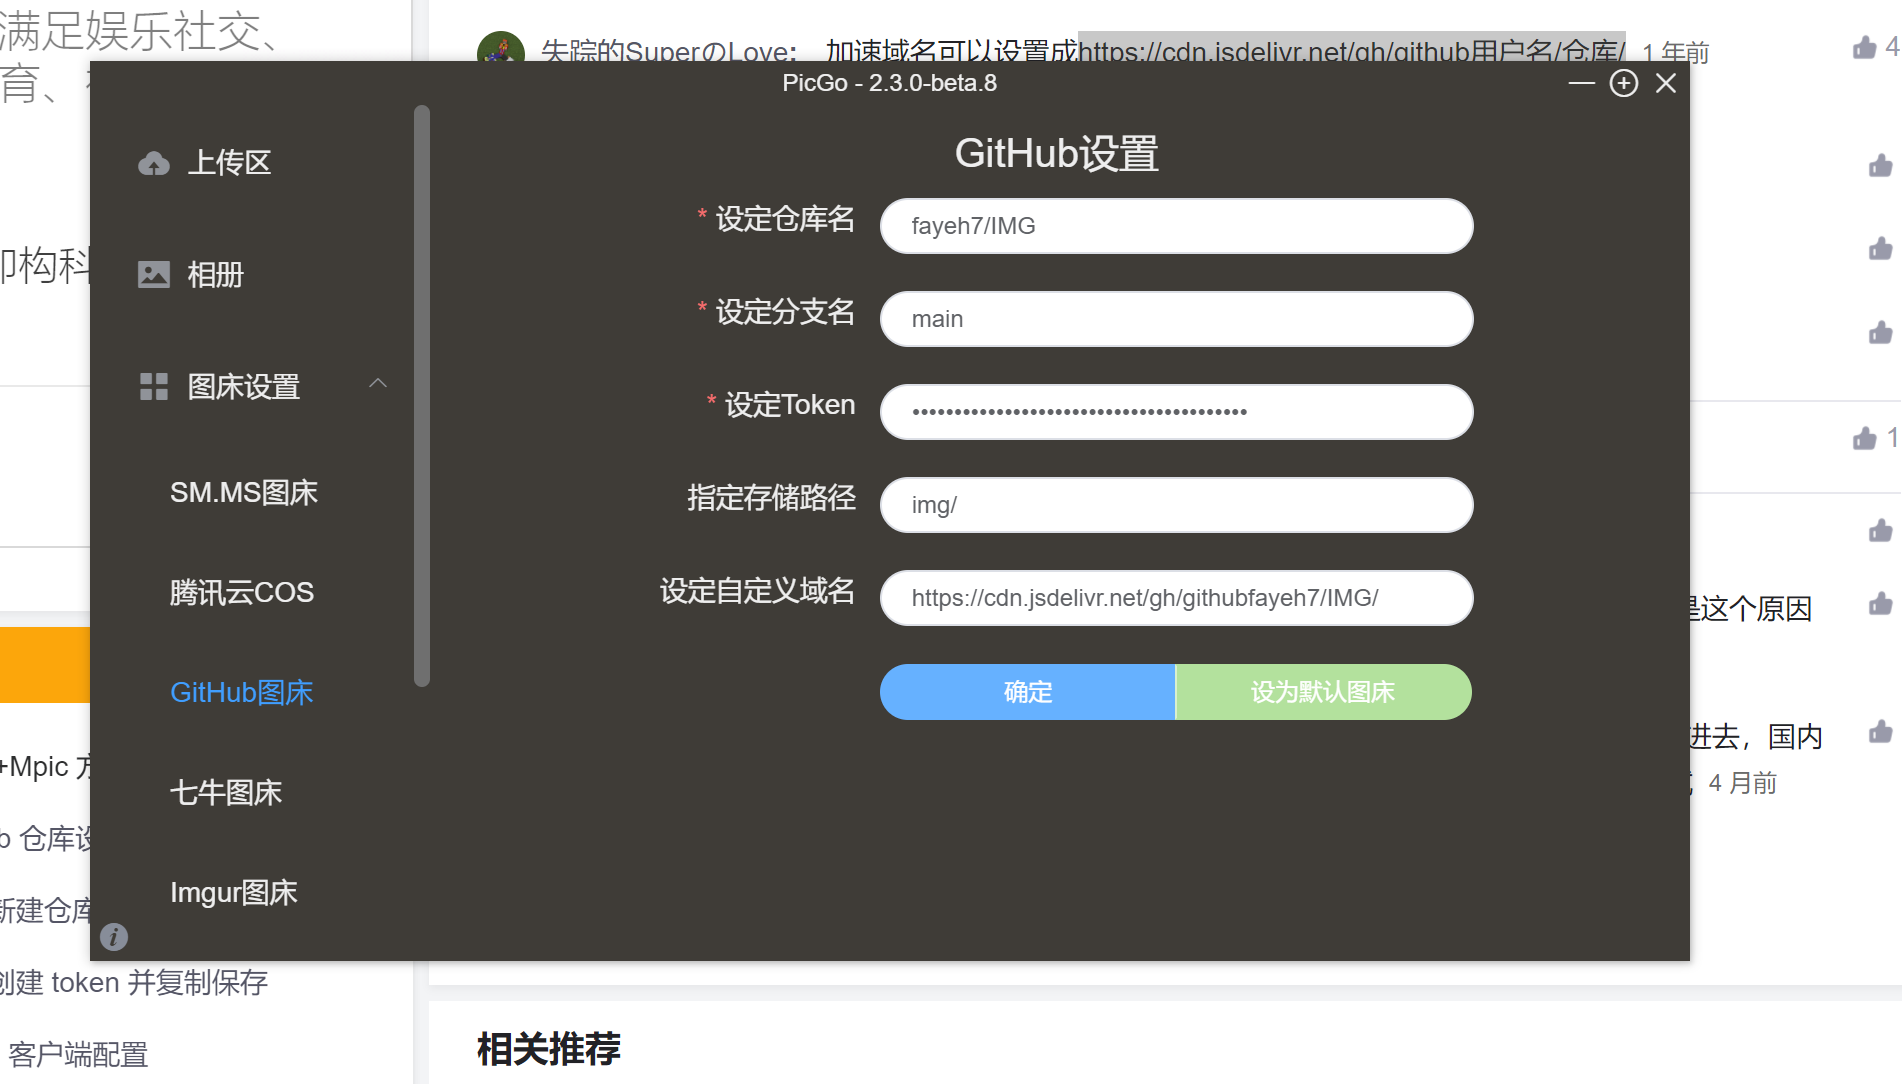 满足娱乐社交、
育、
失踪的SuperのLove: 加速域名可以设置成https://cdn.jsdelivr.net/gh/github用户名/仓库/ 1 年前
4
PicGo - 2.3.0-beta.8
上传区
相册
图床设置
SM.MS图床
腾讯云COS
GitHub图床
七牛图床
Imgur图床
GitHub设置
* 设定仓库名
fayeh7/IMG
* 设定分支名
main
* 设定Token
••••••••••••••••••••••••••••••••••••••••
指定存储路径
img/
设定自定义域名
https://cdn.jsdelivr.net/gh/githubfayeh7/IMG/
确定
设为默认图床
构科
1
是这个原因
进去，国内
4 月前
+Mpic 方
b 仓库设
新建仓库
创建 token 并复制保存
客户端配置
相关推荐